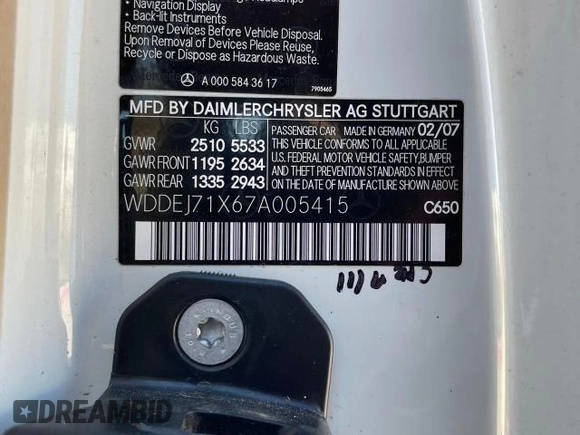 • Navigation Display
• Back-lit Instruments
Remove Devices Before Vehicle Disposal.
Upon Removal of Devices Please Reuse,
Recycle or Dispose as Hazardous Waste.
A 000 584 36 17
7905465
MFD BY DAIMLERCHRYSLER AG STUTTGART
KG LBS
GVWR 2510 5533
GAWR FRONT 1195 2634
GAWR REAR 1335 2943
PASSENGER CAR MADE IN GERMANY 02/07
THIS VEHICLE CONFORMS TO ALL APPLICABLE
U.S. FEDERAL MOTOR VEHICLE SAFETY,BUMPER
AND THEFT PREVENTION STANDARDS IN EFFECT
ON THE DATE OF MANUFACTURE SHOWN ABOVE.
WDDEJ71X67A005415
C650
DREAMBID